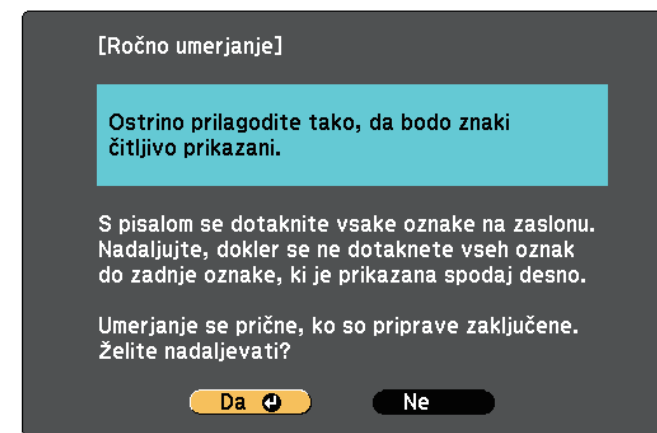 [Ročno umerjanje]
Ostrino prilagodite tako, da bodo znaki
čitljivo prikazani.
S pisalom se dotaknite vsake oznake na zaslonu.
Nadaljujte, dokler se ne dotaknete vseh oznak
do zadnje oznake, ki je prikazana spodaj desno.
Umerjanje se prične, ko so priprave zaključene.
Želite nadaljevati?
Da Ne